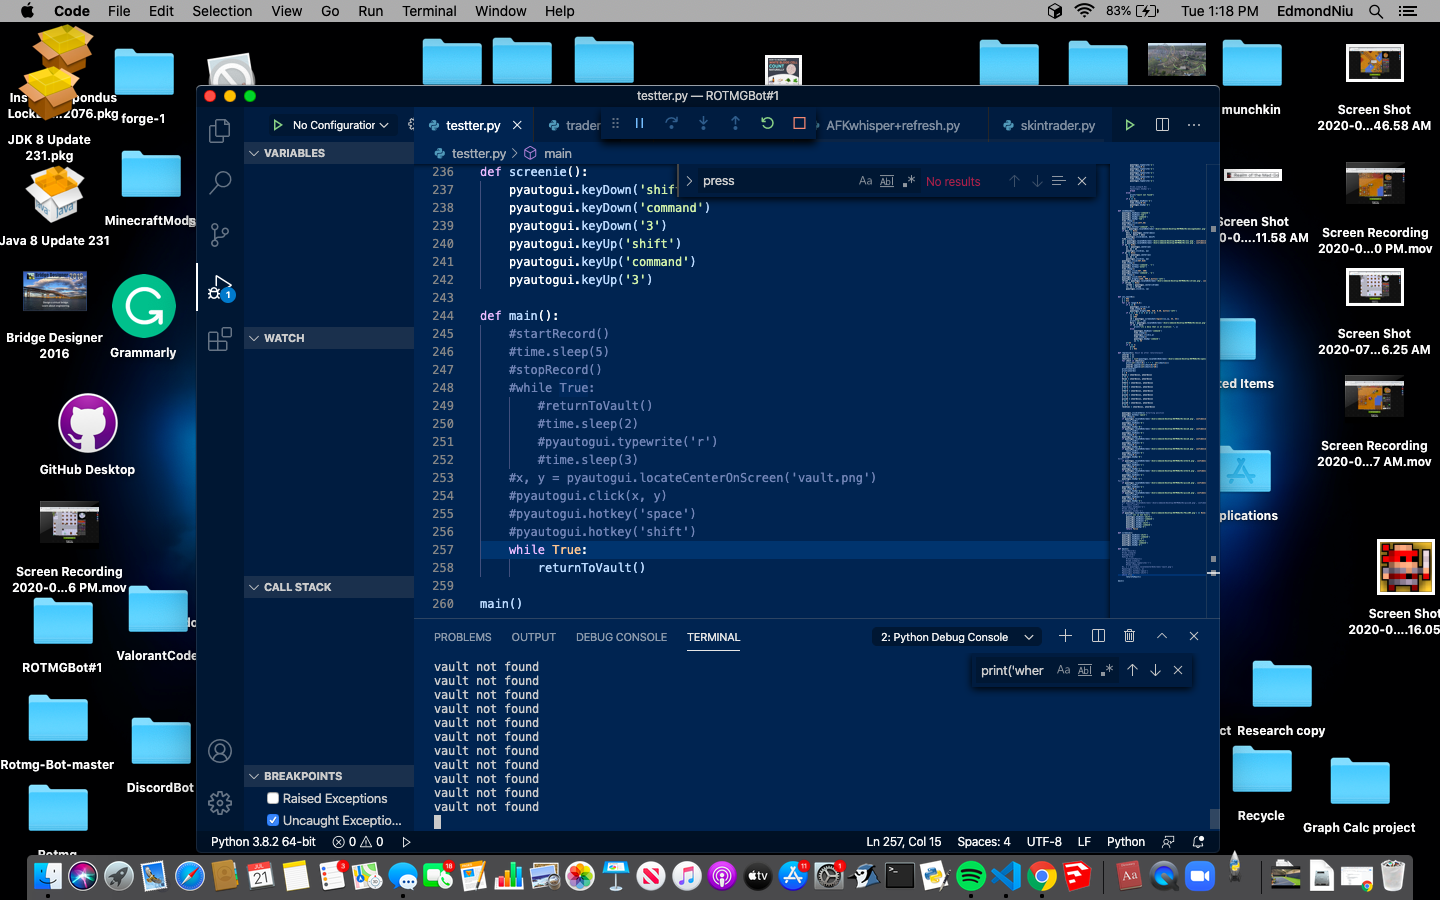 Code File Edit Selection View Go Run Terminal Window Help 83% Tue 1:18 PM EdmondNiu
JDK 8 Update
231.pkg
forge-1
MinecraftMods
Java 8 Update 231
Bridge Designer
2016
Grammarly
GitHub Desktop
Screen Recording
2020-0...6 PM.mov
ROTMGBot#1
ValorantCode
Rotmg-Bot-master
DiscordBot
testter.py — ROTMGBot#1
No Configuration
testter.py
trader
AFKwhisper+refresh.py
skintrader.py
testter.py > main
VARIABLES
WATCH
CALL STACK
BREAKPOINTS
Raised Exceptions
Uncaught Exceptio...
press Aa Abl .* No results
236 def screenie():
237 pyautogui.keyDown('shif
238 pyautogui.keyDown('command')
239 pyautogui.keyDown('3')
240 pyautogui.keyUp('shift')
241 pyautogui.keyUp('command')
242 pyautogui.keyUp('3')
243
244 def main():
245 #startRecord()
246 #time.sleep(5)
247 #stopRecord()
248 #while True:
249 #returnToVault()
250 #time.sleep(2)
251 #pyautogui.typewrite('r')
252 #time.sleep(3)
253 #x, y = pyautogui.locateCenterOnScreen('vault.png')
254 #pyautogui.click(x, y)
255 #pyautogui.hotkey('space')
256 #pyautogui.hotkey('shift')
257 while True:
258 returnToVault()
259
260 main()
PROBLEMS OUTPUT DEBUG CONSOLE TERMINAL 2: Python Debug Console
print('wher Aa Abl .*
vault not found
vault not found
vault not found
vault not found
vault not found
vault not found
vault not found
vault not found
vault not found
vault not found
vault not found
Python 3.8.2 64-bit 0 0 Ln 257, Col 15 Spaces: 4 UTF-8 LF Python
munchkin
Screen Shot
2020-0...46.58 AM
Screen Shot
0-0....11.58 AM
Screen Recording
2020-0...0 PM.mov
Screen Shot
2020-07...6.25 AM
ted Items
Screen Recording
2020-0...7 AM.mov
plications
Screen Shot
2020-0....16.05
ct Research copy
Recycle
Graph Calc project
JUL
21
3
18
tv
11
1
Aa